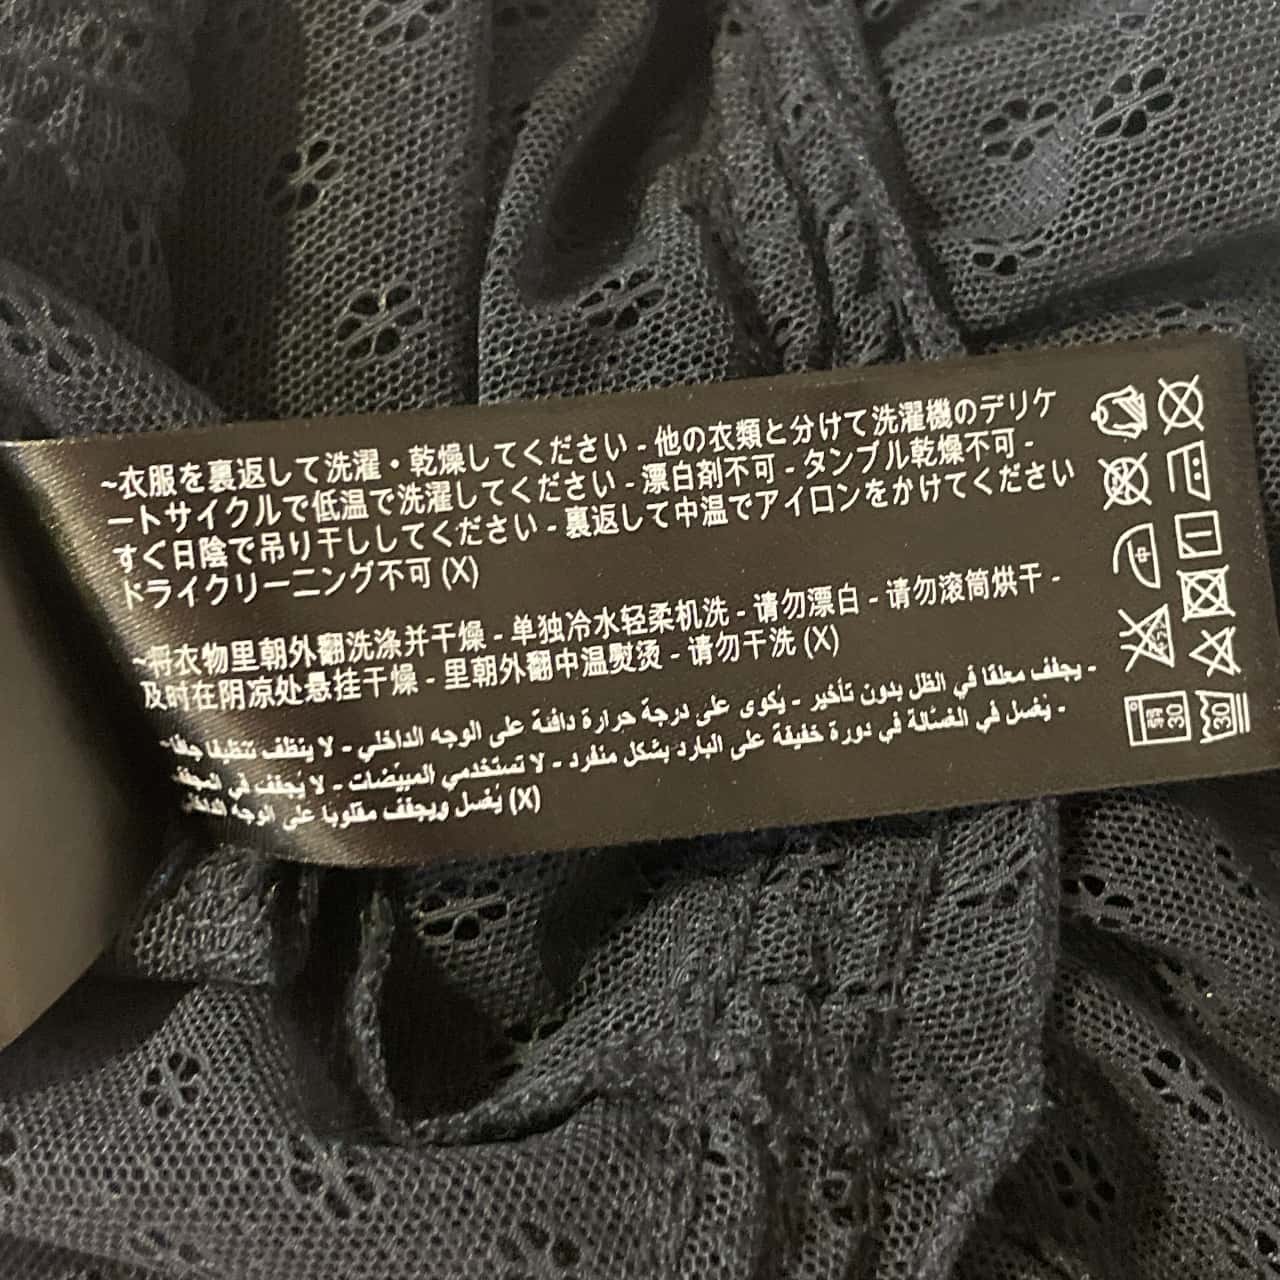 ~衣服を裏返して洗濯・乾燥してください - 他の衣類と分けて洗濯機のデリケ
ートサイクルで低温で洗濯してください - 漂白剤不可 - タンブル乾燥不可 -
すぐ日陰で吊り干ししてください - 裏返して中温でアイロンをかけてください
ドライクリーニング不可 (X)
~将衣物里朝外翻洗涤并干燥 - 单独冷水轻柔机洗 - 请勿漂白 - 请勿滚筒烘干 -
及时在阴凉处悬挂干燥 - 里朝外翻中温熨烫 - 请勿干洗 (X)
يجفف معلقا في الظل بدون تأخير - يُكوى على درجة حرارة دافئة على الوجه الداخلي - لا ينظف تنظيفا جافا~ -
يُغسل في الغسّالة في دورة خفيفة على البارد بشكل منفرد - لا تستخدمي المبيّضات - لا يُجفف في المجفف -
يُغسل ويجفف مقلوبا على الوجه الداخلي (X)
中
30
30